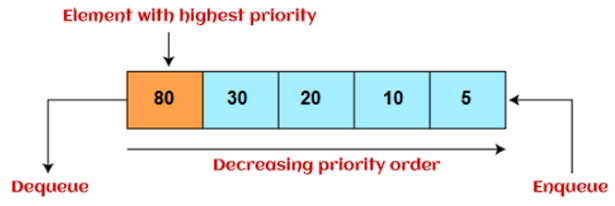 Element with highest priority
80 30 20 10 5
Decreasing priority order
Dequeue
Enqueue